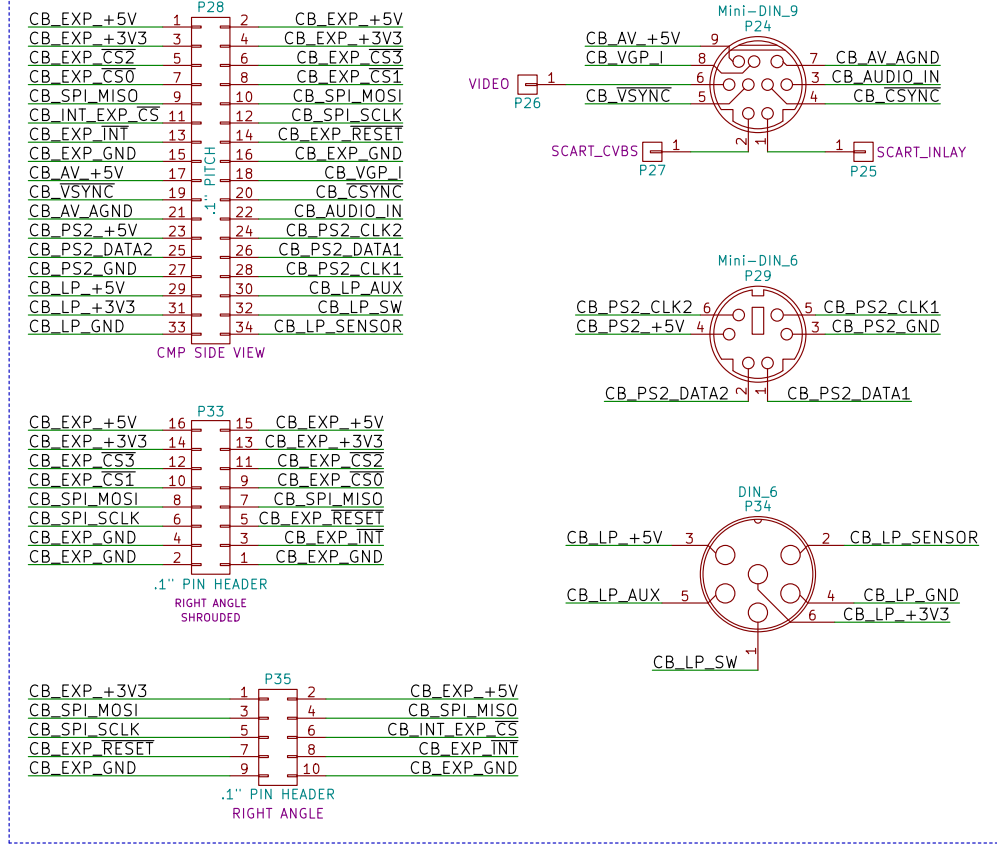 P28
CB_EXP_+5V 1 2 CB_EXP_+5V
CB_EXP_+3V3 3 4 CB_EXP_+3V3
CB_EXP_CS2 5 6 CB_EXP_CS3
CB_EXP_CS0 7 8 CB_EXP_CS1
CB_SPI_MISO 9 10 CB_SPI_MOSI
CB_INT_EXP_CS 11 12 CB_SPI_SCLK
CB_EXP_INT 13 14 CB_EXP_RESET
CB_EXP_GND 15 16 CB_EXP_GND
CB_AV_+5V 17 18 CB_VGP_I
CB_VSYNC 19 20 CB_CSYNC
CB_AV_AGND 21 22 CB_AUDIO_IN
CB_PS2_+5V 23 24 CB_PS2_CLK2
CB_PS2_DATA2 25 26 CB_PS2_DATA1
CB_PS2_GND 27 28 CB_PS2_CLK1
CB_LP_+5V 29 30 CB_LP_AUX
CB_LP_+3V3 31 32 CB_LP_SW
CB_LP_GND 33 34 CB_LP_SENSOR
.1" PITCH
CMP SIDE VIEW
Mini-DIN_9
P24
CB_AV_+5V 9
CB_VGP_I 8 7 CB_AV_AGND
VIDEO 1 6 3 CB_AUDIO_IN
P26
CB_VSYNC 5 4 CB_CSYNC
2 1
SCART_CVBS 1 1 SCART_INLAY
P27 P25
Mini-DIN_6
P29
CB_PS2_CLK2 6 5 CB_PS2_CLK1
CB_PS2_+5V 4 3 CB_PS2_GND
2 1
CB_PS2_DATA2 CB_PS2_DATA1
P33
CB_EXP_+5V 16 15 CB_EXP_+5V
CB_EXP_+3V3 14 13 CB_EXP_+3V3
CB_EXP_CS3 12 11 CB_EXP_CS2
CB_EXP_CS1 10 9 CB_EXP_CS0
CB_SPI_MOSI 8 7 CB_SPI_MISO
CB_SPI_SCLK 6 5 CB_EXP_RESET
CB_EXP_GND 4 3 CB_EXP_INT
CB_EXP_GND 2 1 CB_EXP_GND
.1" PIN HEADER
RIGHT ANGLE
SHROUDED
DIN_6
P34
CB_LP_+5V 3 2 CB_LP_SENSOR
CB_LP_AUX 5 4 CB_LP_GND
6 CB_LP_+3V3
1
CB_LP_SW
P35
CB_EXP_+3V3 1 2 CB_EXP_+5V
CB_SPI_MOSI 3 4 CB_SPI_MISO
CB_SPI_SCLK 5 6 CB_INT_EXP_CS
CB_EXP_RESET 7 8 CB_EXP_INT
CB_EXP_GND 9 10 CB_EXP_GND
.1" PIN HEADER
RIGHT ANGLE